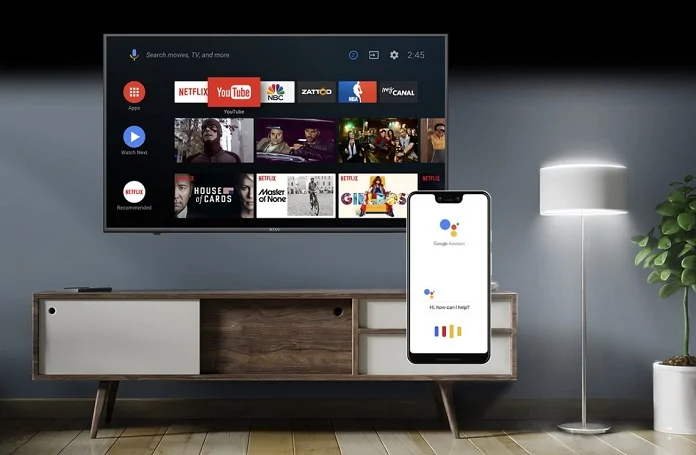 Search movies, TV, and more
2:45
NETFLIX
YouTube
NBC
ZATTOO
NBA
CANAL
YouTube
Apps
Watch Next
NETFLIX
Recommended
NETFLIX
HOUSE
of CARDS
NETFLIX
Master
of None
NETFLIX
NETFLIX
Google Assistant
Hi, how can I help?